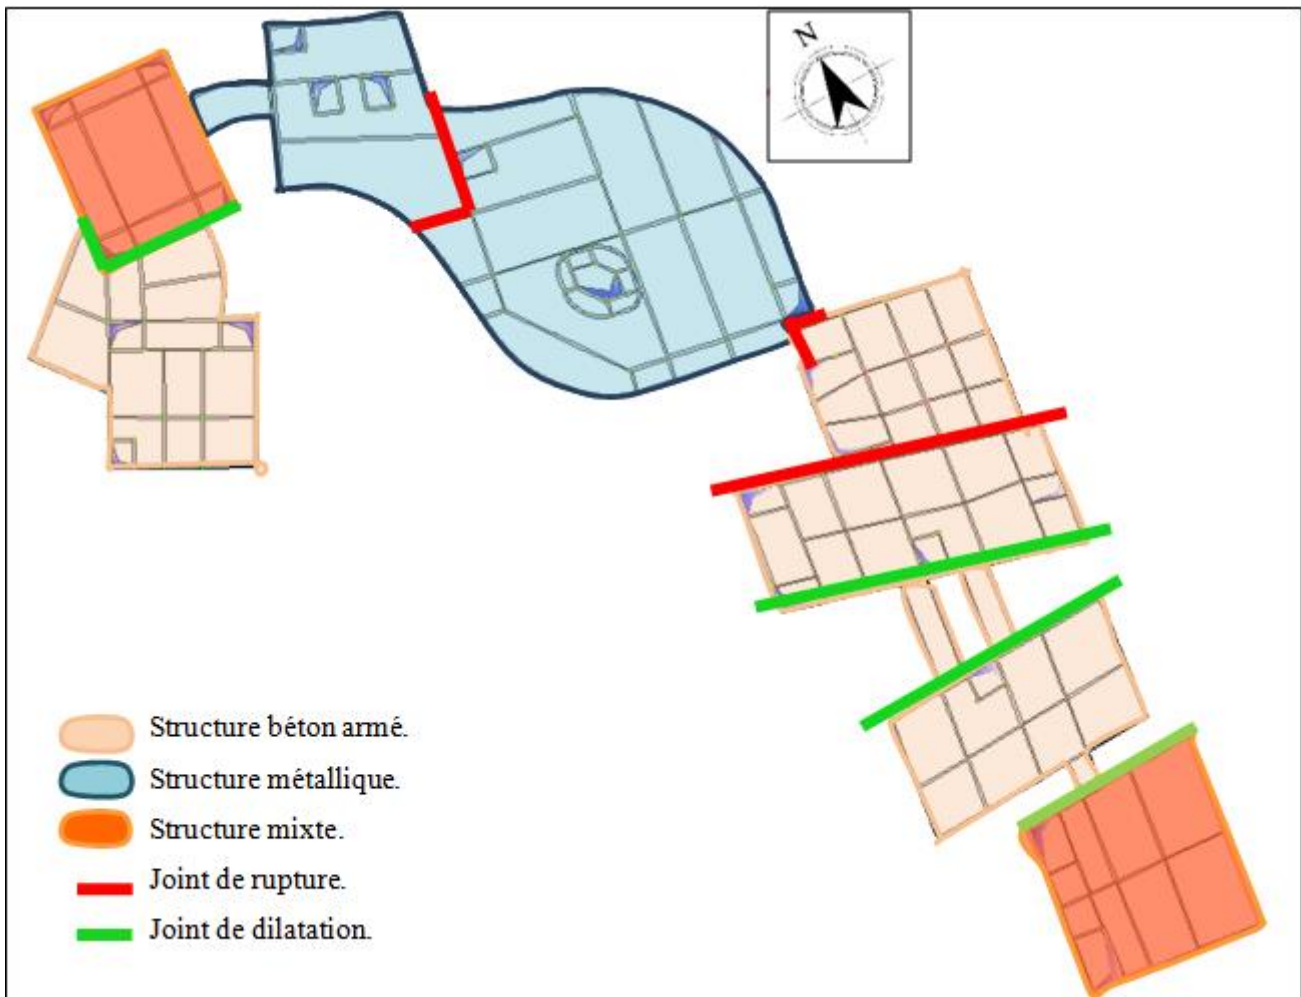 N
Structure béton armé.
Structure métallique.
Structure mixte.
Joint de rupture.
Joint de dilatation.